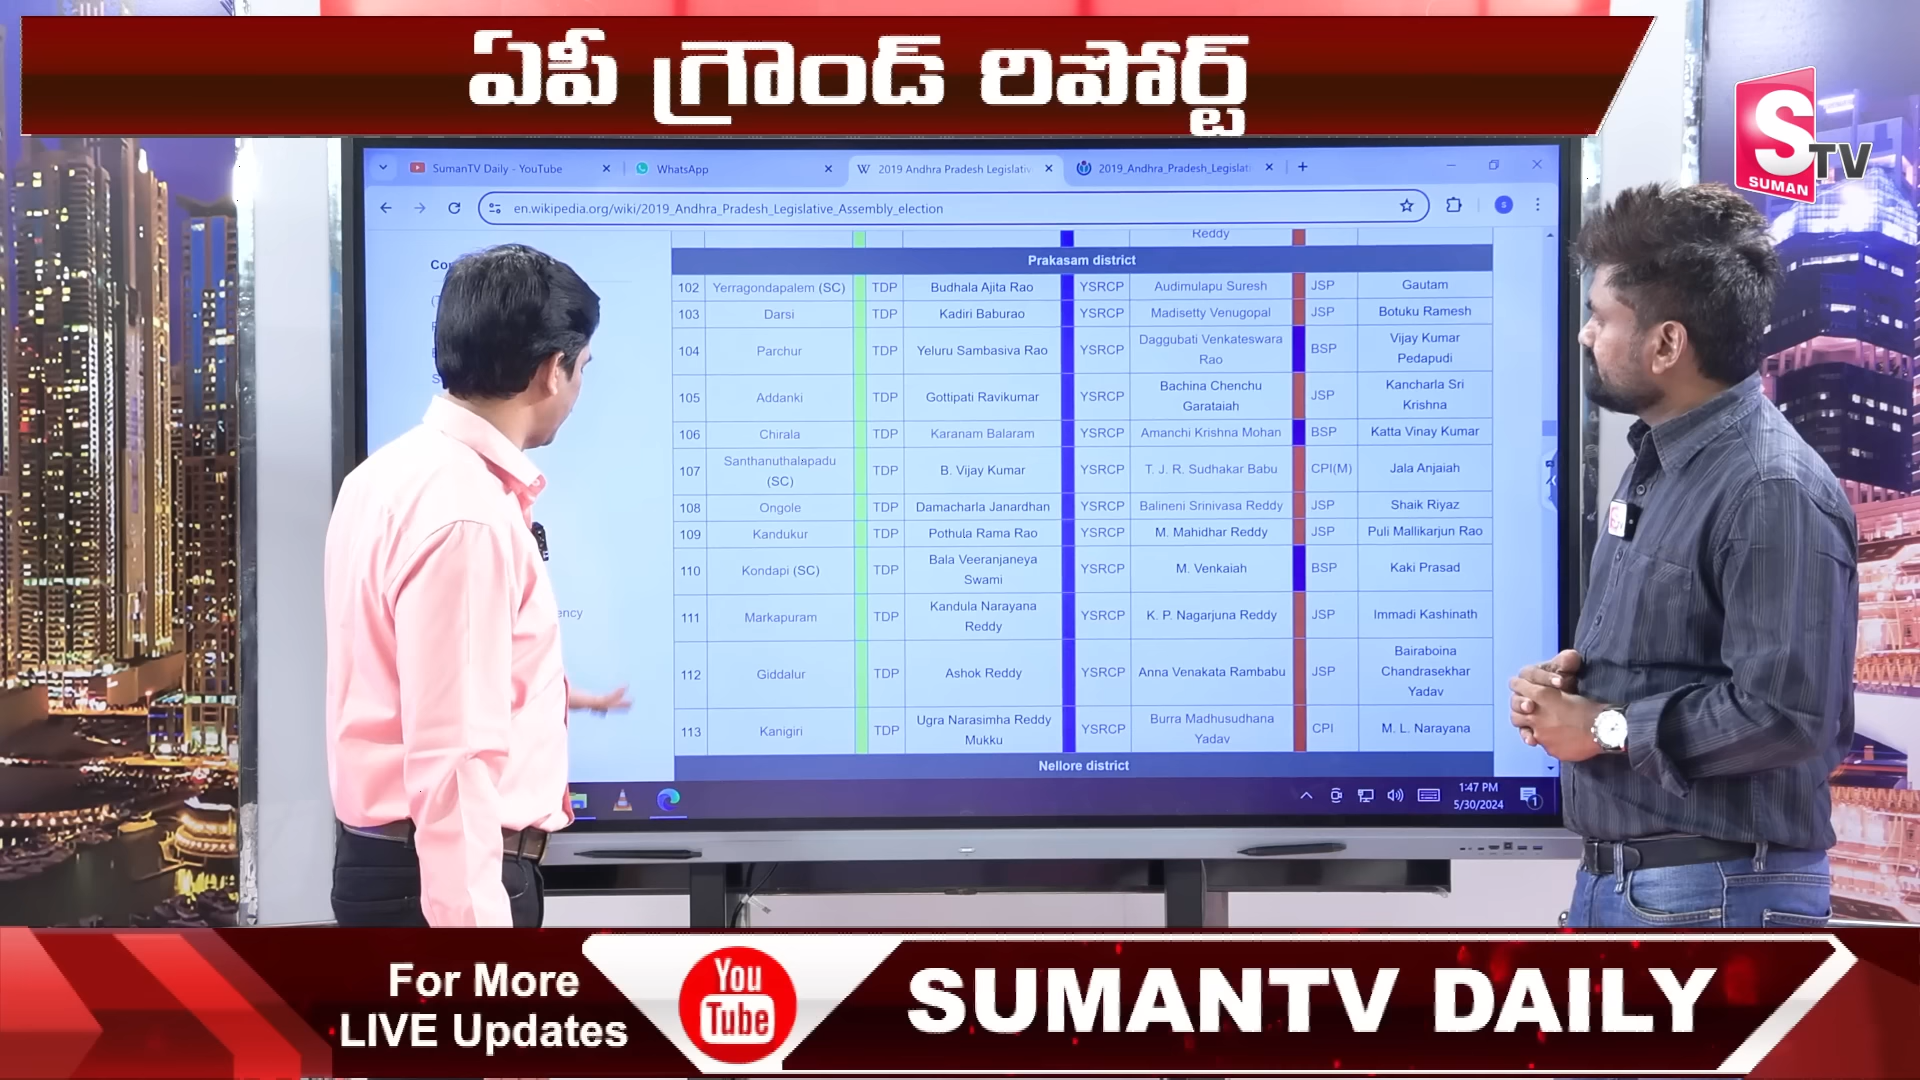 ఏపీ గ్రౌండ్ రిపోర్ట్
S TV
SUMAN
SumanTV Daily - YouTube
WhatsApp
2019 Andhra Pradesh Legislativ
2019_Andhra_Pradesh_Legislati
en.wikipedia.org/wiki/2019_Andhra_Pradesh_Legislative_Assembly_election
Reddy
Prakasam district
102 Yerragondapalem (SC) TDP Budhala Ajita Rao YSRCP Audimulapu Suresh JSP Gautam
103 Darsi TDP Kadiri Baburao YSRCP Madisetty Venugopal JSP Botuku Ramesh
104 Parchur TDP Yeluru Sambasiva Rao YSRCP Daggubati Venkateswara Rao BSP Vijay Kumar Pedapudi
105 Addanki TDP Gottipati Ravikumar YSRCP Bachina Chenchu Garataiah JSP Kancharla Sri Krishna
106 Chirala TDP Karanam Balaram YSRCP Amanchi Krishna Mohan BSP Katta Vinay Kumar
107 Santhanuthalapadu (SC) TDP B. Vijay Kumar YSRCP T. J. R. Sudhakar Babu CPI(M) Jala Anjaiah
108 Ongole TDP Damacharla Janardhan YSRCP Balineni Srinivasa Reddy JSP Shaik Riyaz
109 Kandukur TDP Pothula Rama Rao YSRCP M. Mahidhar Reddy JSP Puli Mallikarjun Rao
110 Kondapi (SC) TDP Bala Veeranjaneya Swami YSRCP M. Venkaiah BSP Kaki Prasad
ency
111 Markapuram TDP Kandula Narayana Reddy YSRCP K. P. Nagarjuna Reddy JSP Immadi Kashinath
112 Giddalur TDP Ashok Reddy YSRCP Anna Venakata Rambabu JSP Bairaboina Chandrasekhar Yadav
113 Kanigiri TDP Ugra Narasimha Reddy Mukku YSRCP Burra Madhusudhana Yadav CPI M. L. Narayana
Nellore district
1:47 PM
5/30/2024
For More
LIVE Updates
You
Tube
SUMANTV DAILY